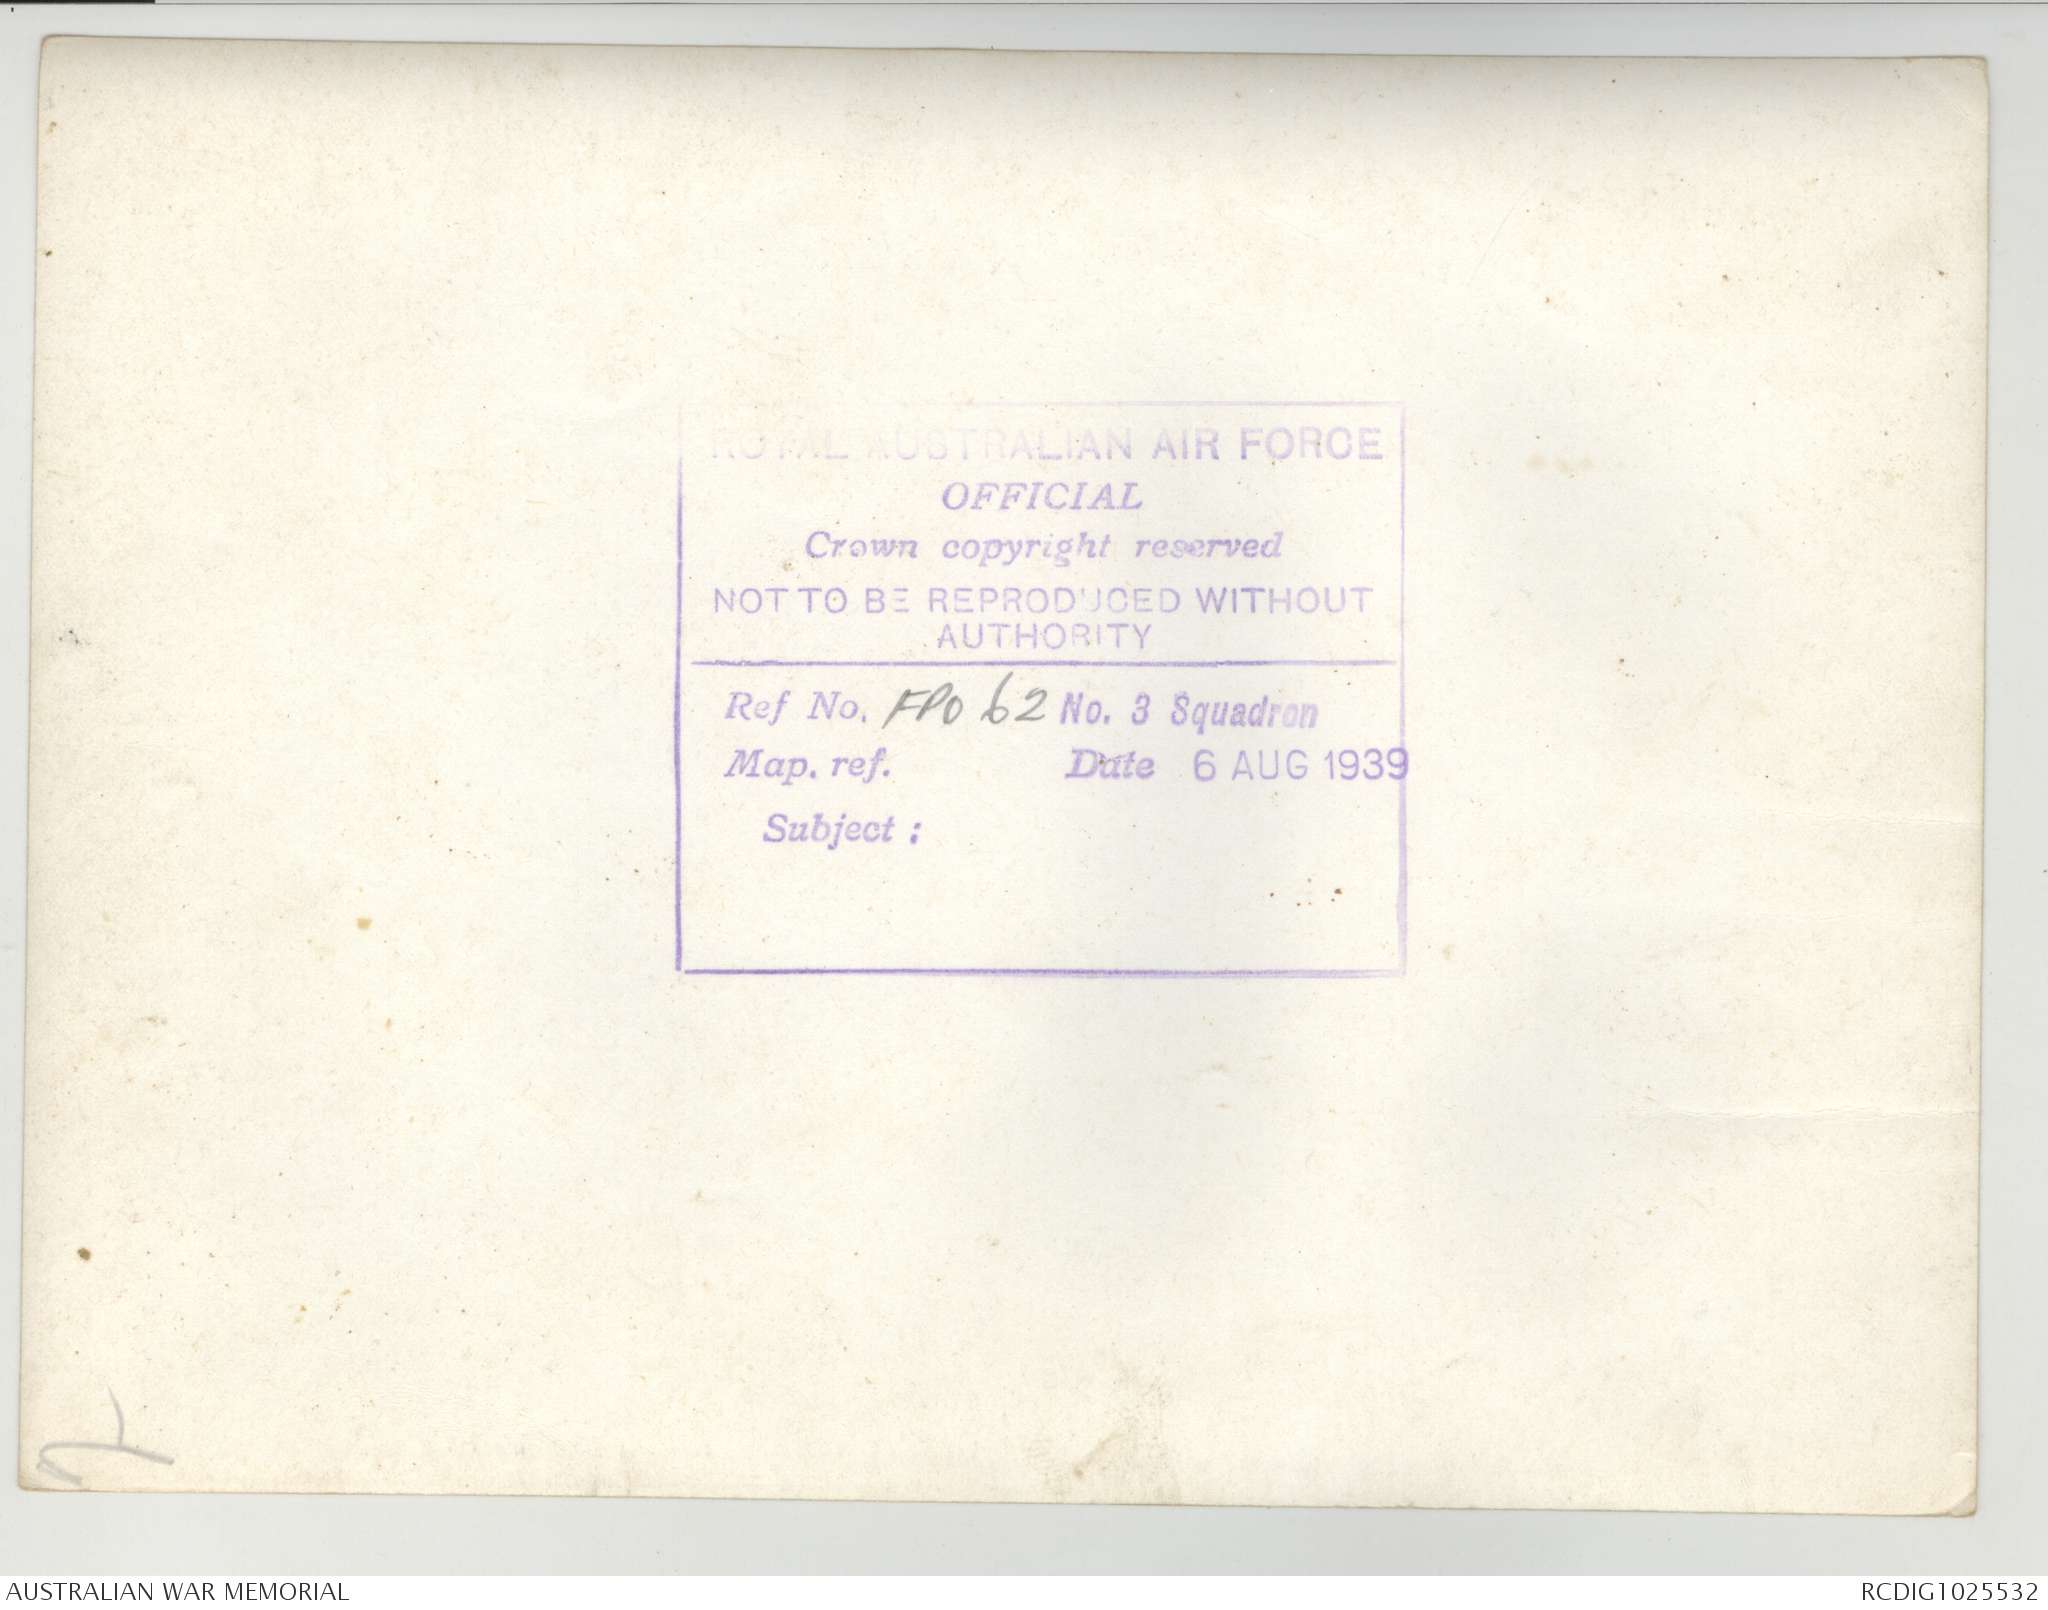 ROYAL AUSTRALIAN AIR FORCE
OFFICIAL
Crown copyright reserved
NOT TO BE REPRODUCED WITHOUT
AUTHORITY
Ref No. FPO 62 No. 3 Squadron
Map. ref. Date 6 AUG 1939
Subject :
AUSTRALIAN WAR MEMORIAL RCDIG1025532